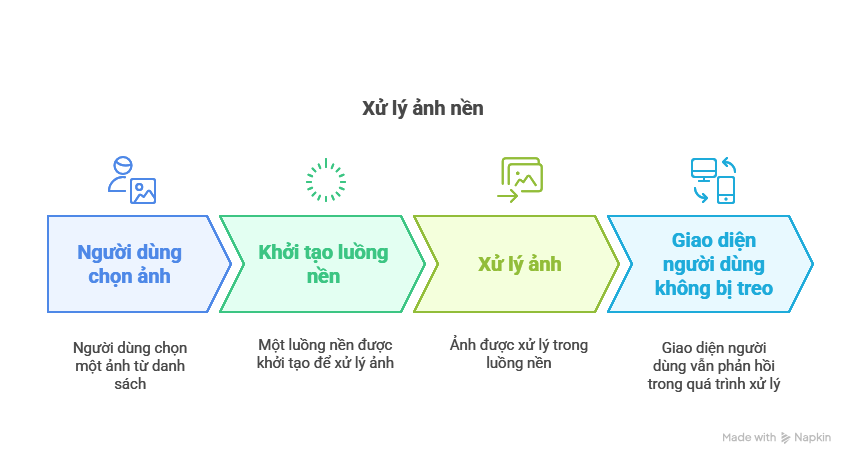 Xử lý ảnh nền
Người dùng
chọn ảnh
Khởi tạo luồng
nền
Xử lý ảnh
Giao diện
người dùng
không bị treo
Người dùng chọn
một ảnh từ danh
sách
Một luồng nền được
khởi tạo để xử lý ảnh
Ảnh được xử lý trong
luồng nền
Giao diện người
dùng vẫn phản hồi
trong quá trình xử lý
Made with Napkin